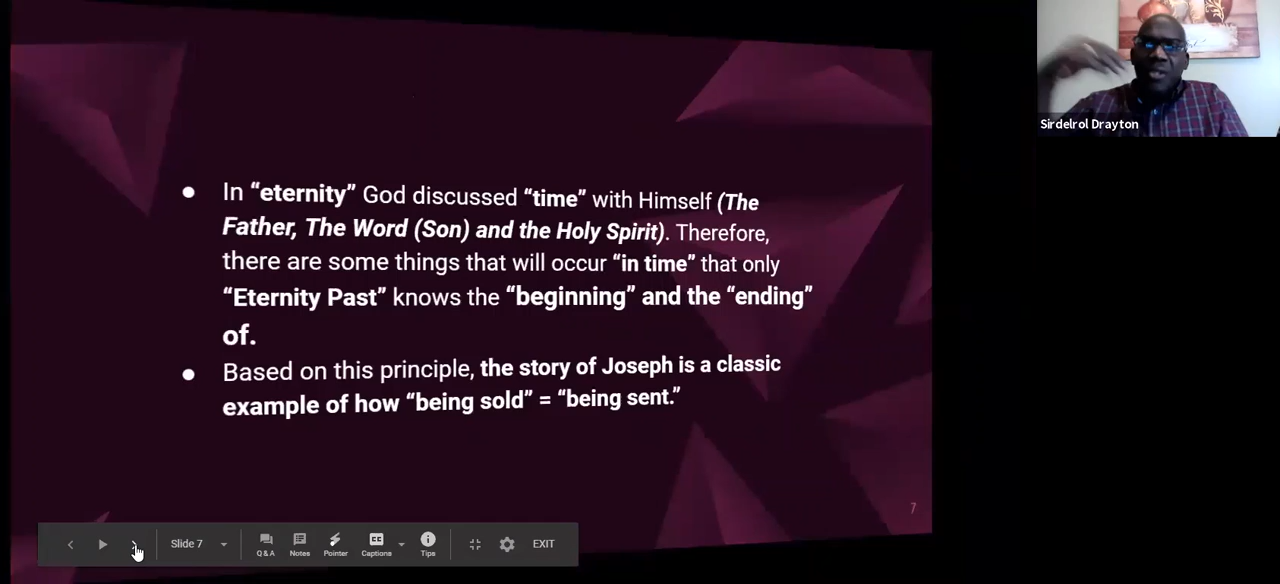 Sirdelrol Drayton
● In “eternity” God discussed “time” with Himself (The
Father, The Word (Son) and the Holy Spirit). Therefore,
there are some things that will occur “in time” that only
“Eternity Past” knows the “beginning” and the “ending”
of.
● Based on this principle, the story of Joseph is a classic
example of how “being sold” = “being sent.”
7
Slide 7
Q & A
Notes
Pointer
Captions
Tips
EXIT
CC